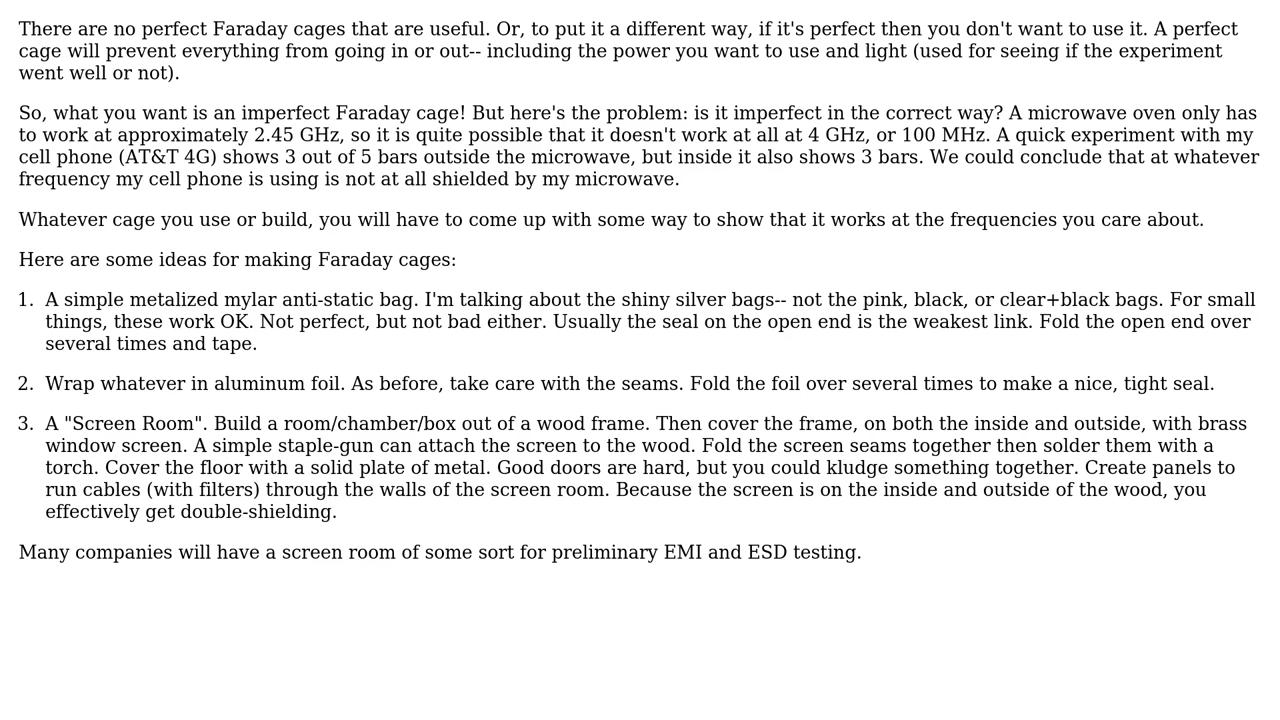 There are no perfect Faraday cages that are useful. Or, to put it a different way, if it's perfect then you don't want to use it. A perfect
cage will prevent everything from going in or out-- including the power you want to use and light (used for seeing if the experiment
went well or not).
So, what you want is an imperfect Faraday cage! But here's the problem: is it imperfect in the correct way? A microwave oven only has
to work at approximately 2.45 GHz, so it is quite possible that it doesn't work at all at 4 GHz, or 100 MHz. A quick experiment with my
cell phone (AT&T 4G) shows 3 out of 5 bars outside the microwave, but inside it also shows 3 bars. We could conclude that at whatever
frequency my cell phone is using is not at all shielded by my microwave.
Whatever cage you use or build, you will have to come up with some way to show that it works at the frequencies you care about.
Here are some ideas for making Faraday cages:
1. A simple metalized mylar anti-static bag. I'm talking about the shiny silver bags-- not the pink, black, or clear+black bags. For small
things, these work OK. Not perfect, but not bad either. Usually the seal on the open end is the weakest link. Fold the open end over
several times and tape.
2. Wrap whatever in aluminum foil. As before, take care with the seams. Fold the foil over several times to make a nice, tight seal.
3. A "Screen Room". Build a room/chamber/box out of a wood frame. Then cover the frame, on both the inside and outside, with brass
window screen. A simple staple-gun can attach the screen to the wood. Fold the screen seams together then solder them with a
torch. Cover the floor with a solid plate of metal. Good doors are hard, but you could kludge something together. Create panels to
run cables (with filters) through the walls of the screen room. Because the screen is on the inside and outside of the wood, you
effectively get double-shielding.
Many companies will have a screen room of some sort for preliminary EMI and ESD testing.